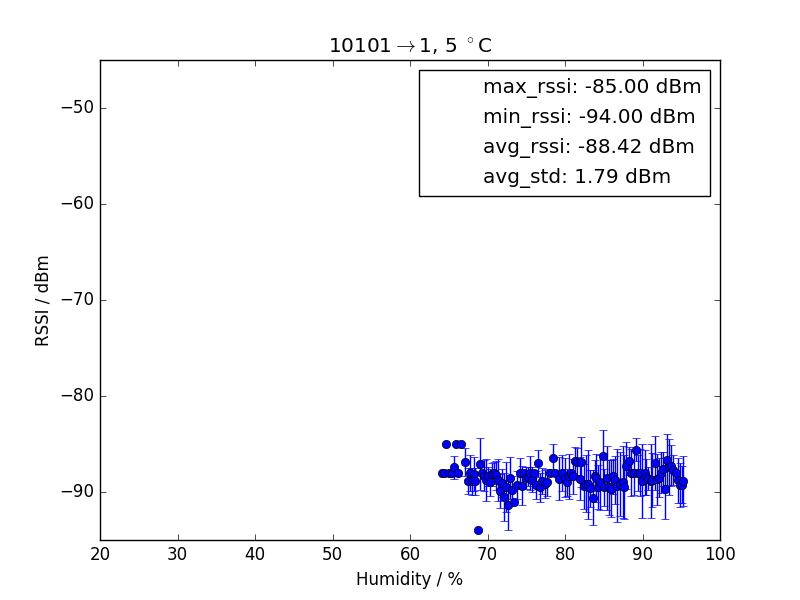 10101→1, 5 °C
max_rssi: -85.00 dBm
min_rssi: -94.00 dBm
avg_rssi: -88.42 dBm
avg_std: 1.79 dBm
−50
−60
−70
−80
−90
RSSI / dBm
20 30 40 50 60 70 80 90 100
Humidity / %